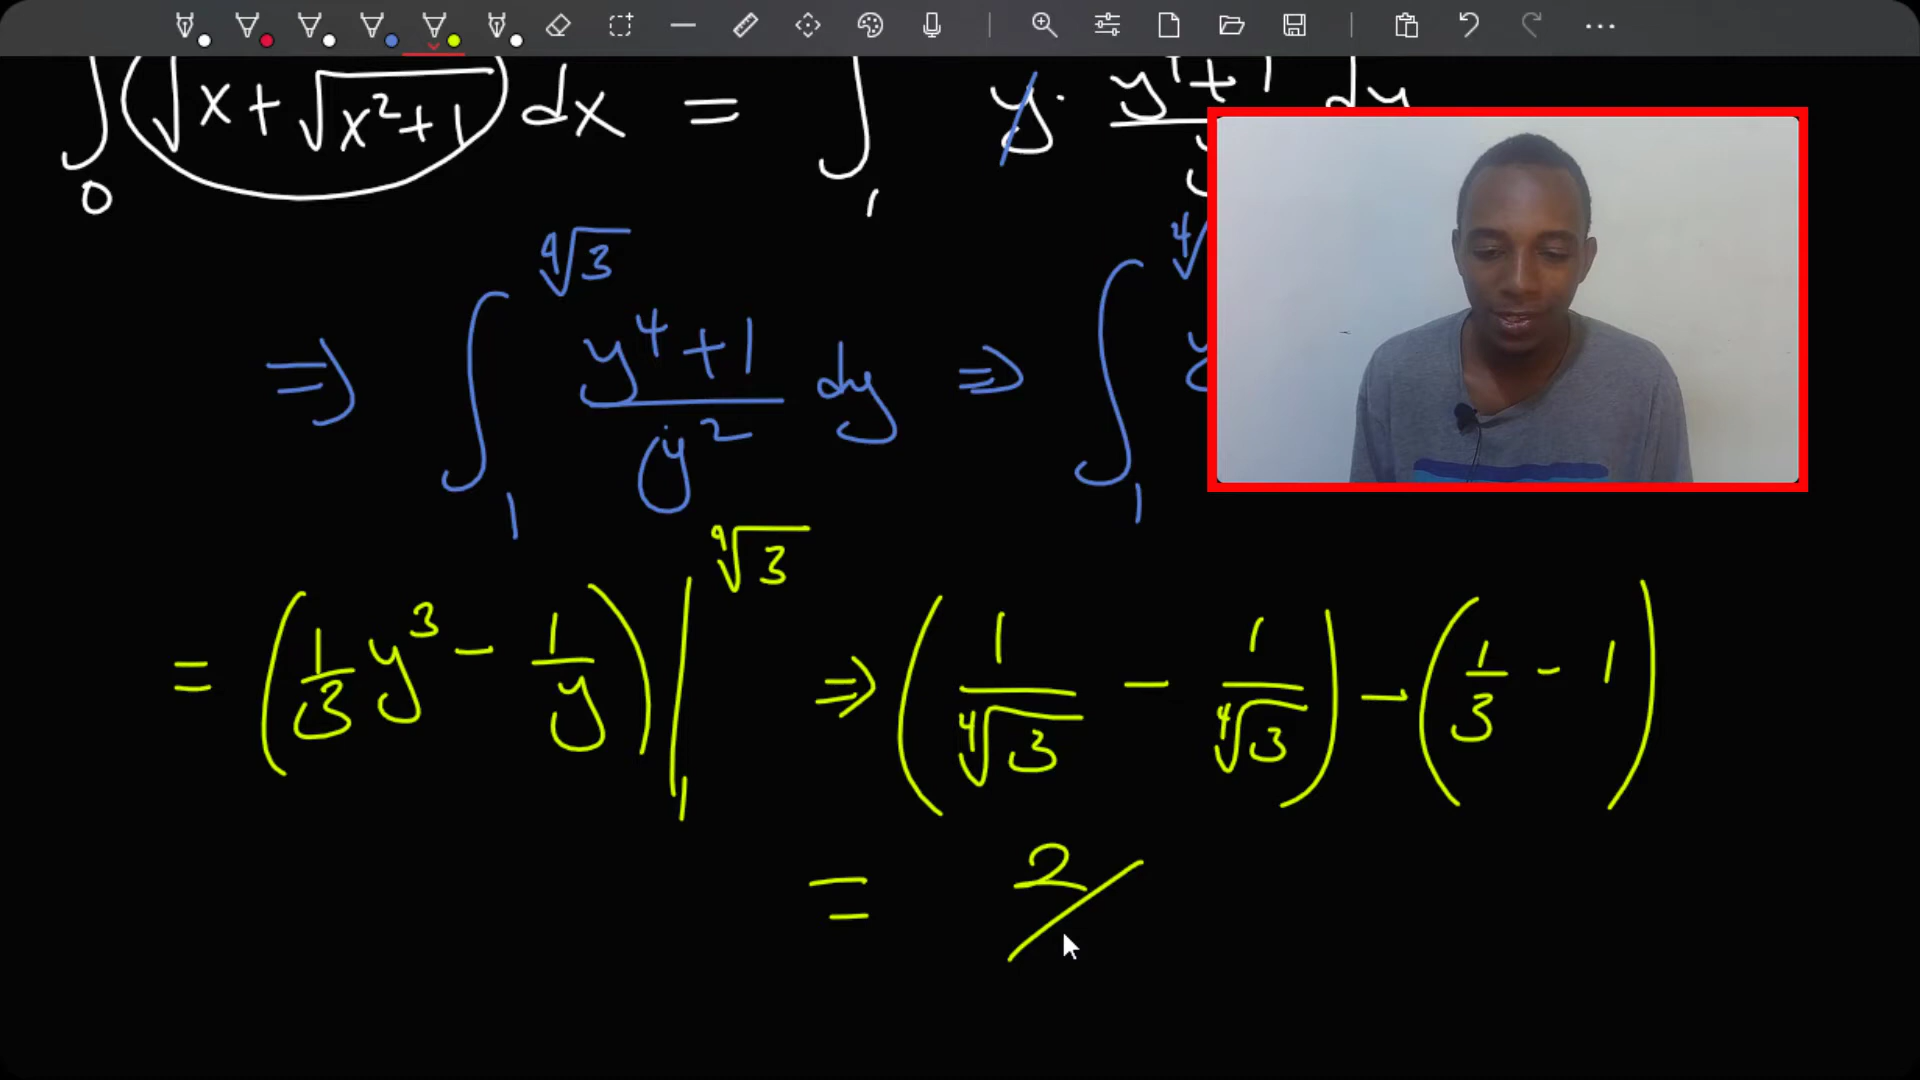 ∫₀ (√x + √x²+1) dx = ∫₁ y · y⁴+1/y dy
⇒ ∫₁^⁴√3 y⁴+1/y² dy ⇒ ∫₁^⁴√ y
= (1/3 y³ − 1/y) |₁^⁴√3 ⇒ (1/⁴√3 − 1/⁴√3) − (1/3 − 1)
= 2/